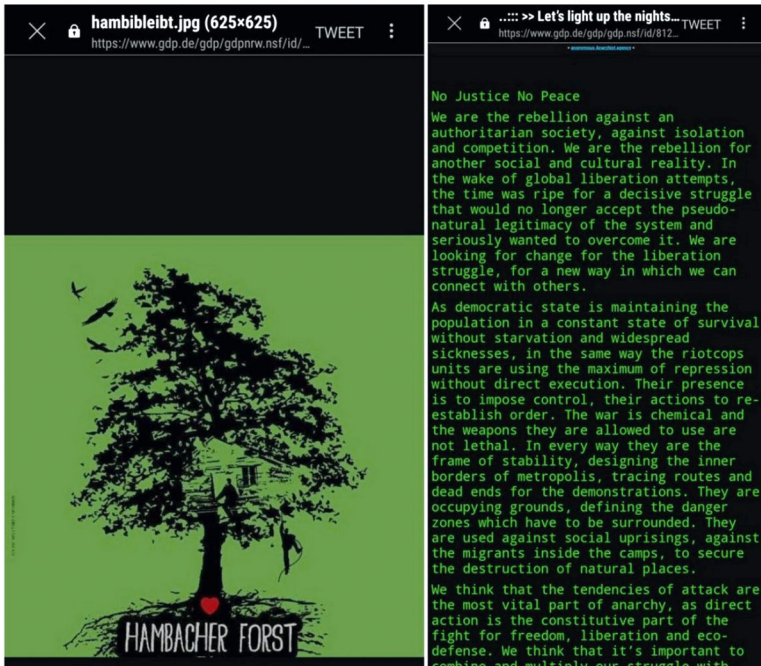 hambibleibt.jpg (625×625)
https://www.gdp.de/gdp/gdpnrw.nsf/id/...
TWEET
HAMBACHER FORST
..::: >> Let's light up the nights...
https://www.gdp.de/gdp/gdp.nsf/id/812...
TWEET
No Justice No Peace
We are the rebellion against an
authoritarian society, against isolation
and competition. We are the rebellion for
another social and cultural reality. In
the wake of global liberation attempts,
the time was ripe for a decisive struggle
that would no longer accept the pseudo-
natural legitimacy of the system and
seriously wanted to overcome it. We are
looking for change for the liberation
struggle, for a new way in which we can
connect with others.
As democratic state is maintaining the
population in a constant state of survival
without starvation and widespread
sicknesses, in the same way the riotcops
units are using the maximum of repression
without direct execution. Their presence
is to impose control, their actions to re-
establish order. The war is chemical and
the weapons they are allowed to use are
not lethal. In every way they are the
frame of stability, designing the inner
borders of metropolis, tracing routes and
dead ends for the demonstrations. They are
occupying grounds, defining the danger
zones which have to be surrounded. They
are used against social uprisings, against
the migrants inside the camps, to secure
the destruction of natural places.
We think that the tendencies of attack are
the most vital part of anarchy, as direct
action is the constitutive part of the
fight for freedom, liberation and eco-
defense. We think that it's important to
combine and multiply our struggle with